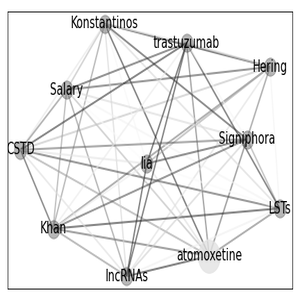 Konstantinos
trastuzumab
Hering
Salary
Signiphora
CSTD
lia
LSTs
Khan
atomoxetine
lncRNAs